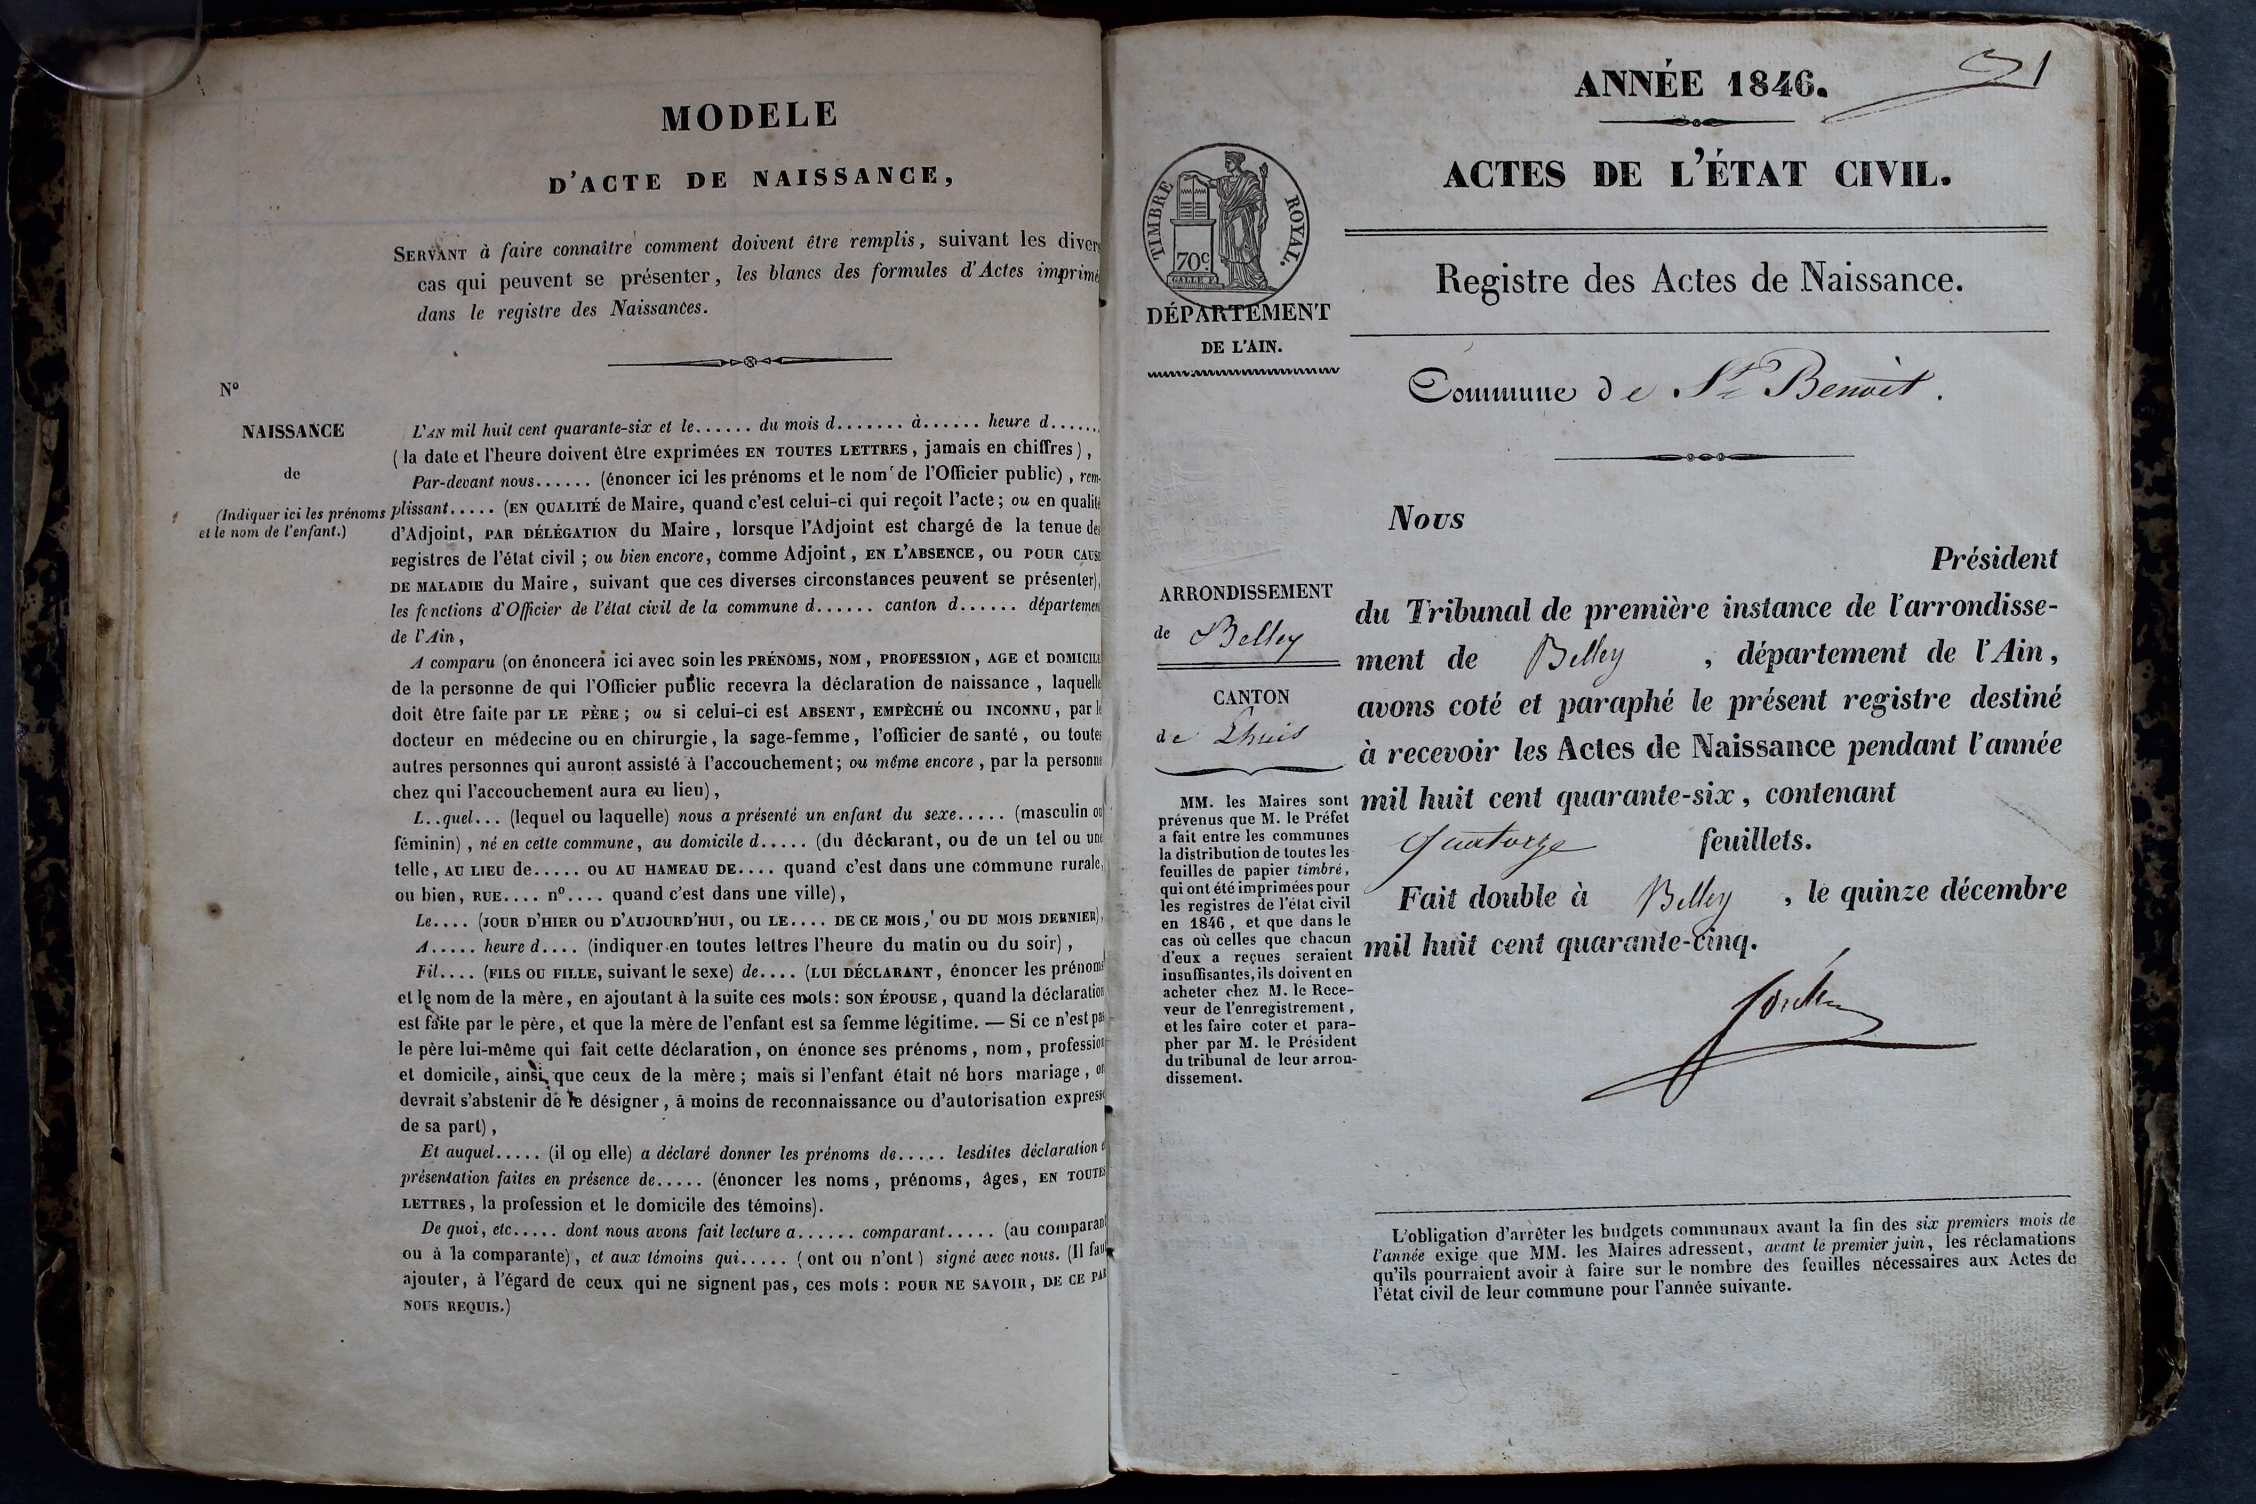 MODELE
D'ACTE DE NAISSANCE,
SERVANT à faire connaître comment doivent être remplis, suivant les divers
cas qui peuvent se présenter, les blancs des formules d'Actes imprimé
dans le registre des Naissances.
Nº
NAISSANCE
de
(Indiquer ici les prénoms
et le nom de l'enfant.)
L'AN mil huit cent quarante-six et le...... du mois d....... à...... heure d......
(la date et l'heure doivent être exprimées EN TOUTES LETTRES, jamais en chiffres),
Par-devant nous...... (énoncer ici les prénoms et le nom de l'Officier public), rem-
plissant..... (EN QUALITÉ de Maire, quand c'est celui-ci qui reçoit l'acte; ou en qualité
d'Adjoint, PAR DÉLÉGATION du Maire, lorsque l'Adjoint est chargé de la tenue des
registres de l'état civil; ou bien encore, comme Adjoint, EN L'ABSENCE, OU POUR CAUSE
DE MALADIE du Maire, suivant que ces diverses circonstances peuvent se présenter),
les fonctions d'Officier de l'état civil de la commune d...... canton d...... départemen
de l'Ain,
A comparu (on énoncera ici avec soin les PRÉNOMS, NOM, PROFESSION, AGE et DOMICILE
de la personne de qui l'Officier public recevra la déclaration de naissance, laquelle
doit être faite par LE PÈRE; ou si celui-ci est ABSENT, EMPÊCHÉ OU INCONNU, par le
docteur en médecine ou en chirurgie, la sage-femme, l'officier de santé, ou toutes
autres personnes qui auront assisté à l'accouchement; ou même encore, par la personne
chez qui l'accouchement aura eu lieu),
L..quel... (lequel ou laquelle) nous a présenté un enfant du sexe..... (masculin ou
féminin), né en cette commune, au domicile d..... (du déclarant, ou de un tel ou une
telle, AU LIEU de..... ou AU HAMEAU DE.... quand c'est dans une commune rurale,
ou bien, RUE.... nº.... quand c'est dans une ville),
Le.... (JOUR D'HIER OU D'AUJOURD'HUI, OU LE.... DE CE MOIS, OU DU MOIS DERNIER),
A..... heure d.... (indiquer en toutes lettres l'heure du matin ou du soir),
Fil.... (FILS OU FILLE, suivant le sexe) de.... (LUI DÉCLARANT, énoncer les prénoms
et le nom de la mère, en ajoutant à la suite ces mots: SON ÉPOUSE, quand la déclaration
est faite par le père, et que la mère de l'enfant est sa femme légitime. — Si ce n'est pas
le père lui-même qui fait cette déclaration, on énonce ses prénoms, nom, profession
et domicile, ainsi que ceux de la mère; mais si l'enfant était né hors mariage, on
devrait s'abstenir de le désigner, à moins de reconnaissance ou d'autorisation expresse
de sa part),
Et auquel..... (il ou elle) a déclaré donner les prénoms de..... lesdites déclaration e
présentation faites en présence de..... (énoncer les noms, prénoms, âges, EN TOUTES
LETTRES, la profession et le domicile des témoins).
De quoi, etc..... dont nous avons fait lecture a...... comparant..... (au comparant
ou à la comparante), et aux témoins qui..... (ont ou n'ont) signé avec nous. (Il faut
ajouter, à l'égard de ceux qui ne signent pas, ces mots: POUR NE SAVOIR, DE CE PAR
NOUS REQUIS.)
ANNÉE 1846.
ACTES DE L'ÉTAT CIVIL.
TIMBRE ROYAL.
70c
Registre des Actes de Naissance.
DÉPARTEMENT
DE L'AIN.
Commune de St Benoit.
Nous
Président
du Tribunal de première instance de l'arrondisse-
ment de Belley, département de l'Ain,
avons coté et paraphé le présent registre destiné
à recevoir les Actes de Naissance pendant l'année
mil huit cent quarante-six, contenant
quatorze feuillets.
Fait double à Belley, le quinze décembre
mil huit cent quarante-cinq.
ARRONDISSEMENT
de Belley
CANTON
de Lhuis
MM. les Maires sont
prévenus que M. le Préfet
a fait entre les communes
la distribution de toutes les
feuilles de papier timbré,
qui ont été imprimées pour
les registres de l'état civil
en 1846, et que dans le
cas où celles que chacun
d'eux a reçues seraient
insuffisantes, ils doivent en
acheter chez M. le Rece-
veur de l'enregistrement,
et les faire coter et para-
pher par M. le Président
du tribunal de leur arron-
dissement.
L'obligation d'arrêter les budgets communaux avant la fin des six premiers mois de
l'année exige que MM. les Maires adressent, avant le premier juin, les réclamations
qu'ils pourraient avoir à faire sur le nombre des feuilles nécessaires aux Actes de
l'état civil de leur commune pour l'année suivante.